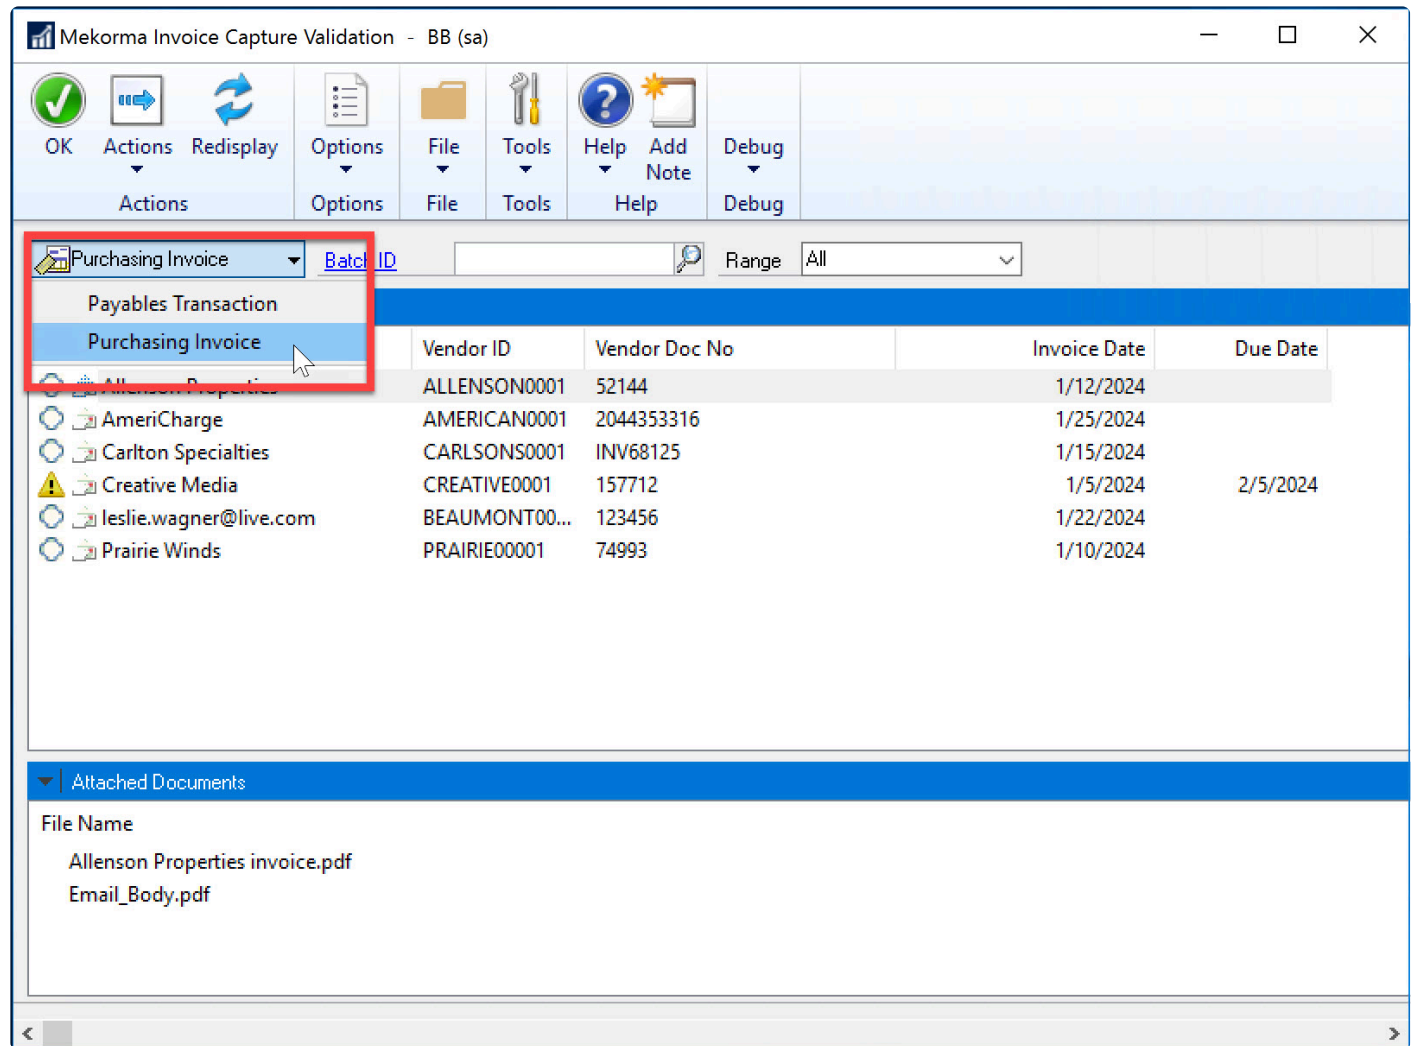 Mekorma Invoice Capture Validation - BB (sa)
OK Actions Redisplay Options File Tools Help Add Note Debug
Actions Options File Tools Help Debug
Purchasing Invoice Batch ID Range All
Payables Transaction
Purchasing Invoice
Vendor ID Vendor Doc No Invoice Date Due Date
Allenson Properties ALLENSON0001 52144 1/12/2024
AmeriCharge AMERICAN0001 2044353316 1/25/2024
Carlton Specialties CARLSONS0001 INV68125 1/15/2024
Creative Media CREATIVE0001 157712 1/5/2024 2/5/2024
leslie.wagner@live.com BEAUMONT00... 123456 1/22/2024
Prairie Winds PRAIRIE00001 74993 1/10/2024
Attached Documents
File Name
Allenson Properties invoice.pdf
Email_Body.pdf